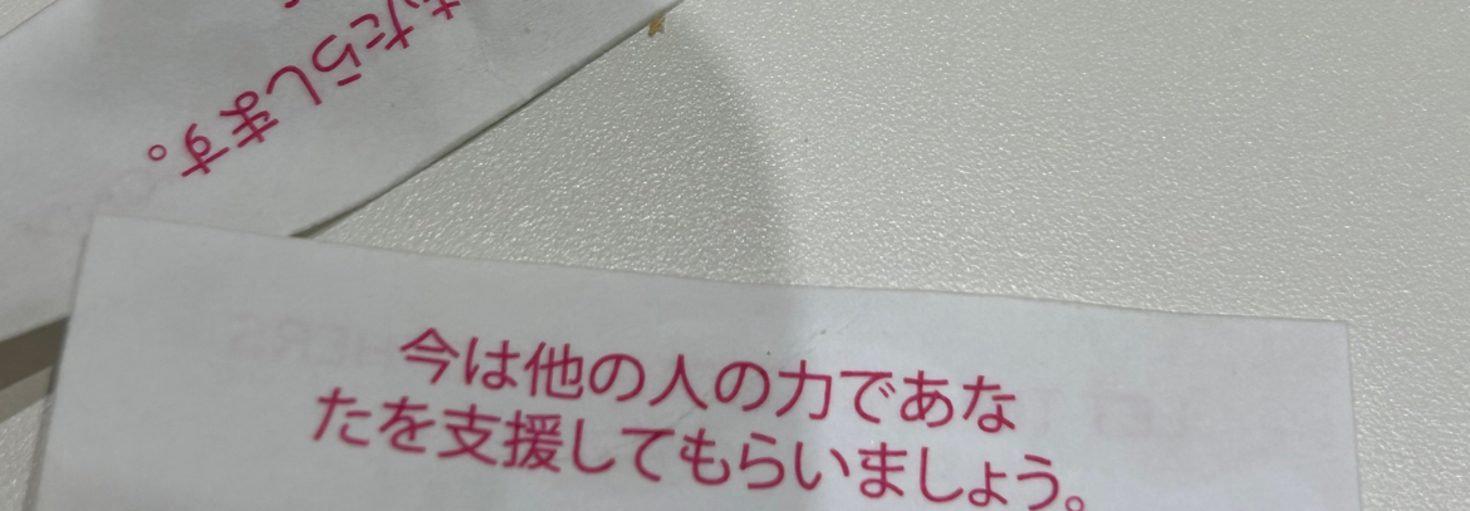 もたらします。
今は他の人の力であな
たを支援してもらいましょう。